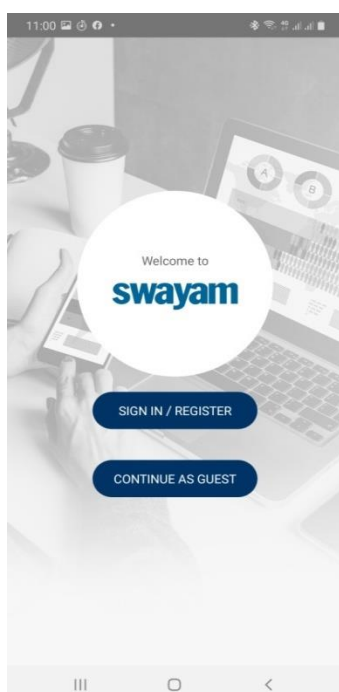 11:00
A
B
Welcome to
swayam
SIGN IN / REGISTER
CONTINUE AS GUEST